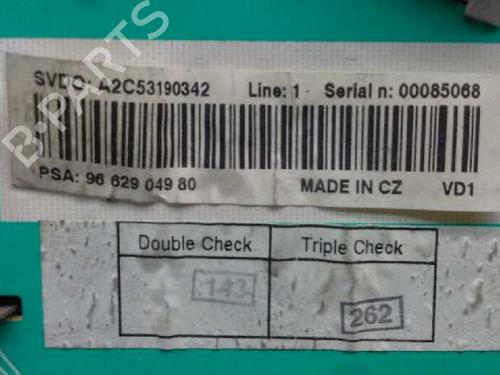 SVDO: A2C53190342 Line: 1 Serial n: 00085068
PSA: 96 629 049 80 MADE IN CZ VD1
Double Check Triple Check
143
262
B-PARTS